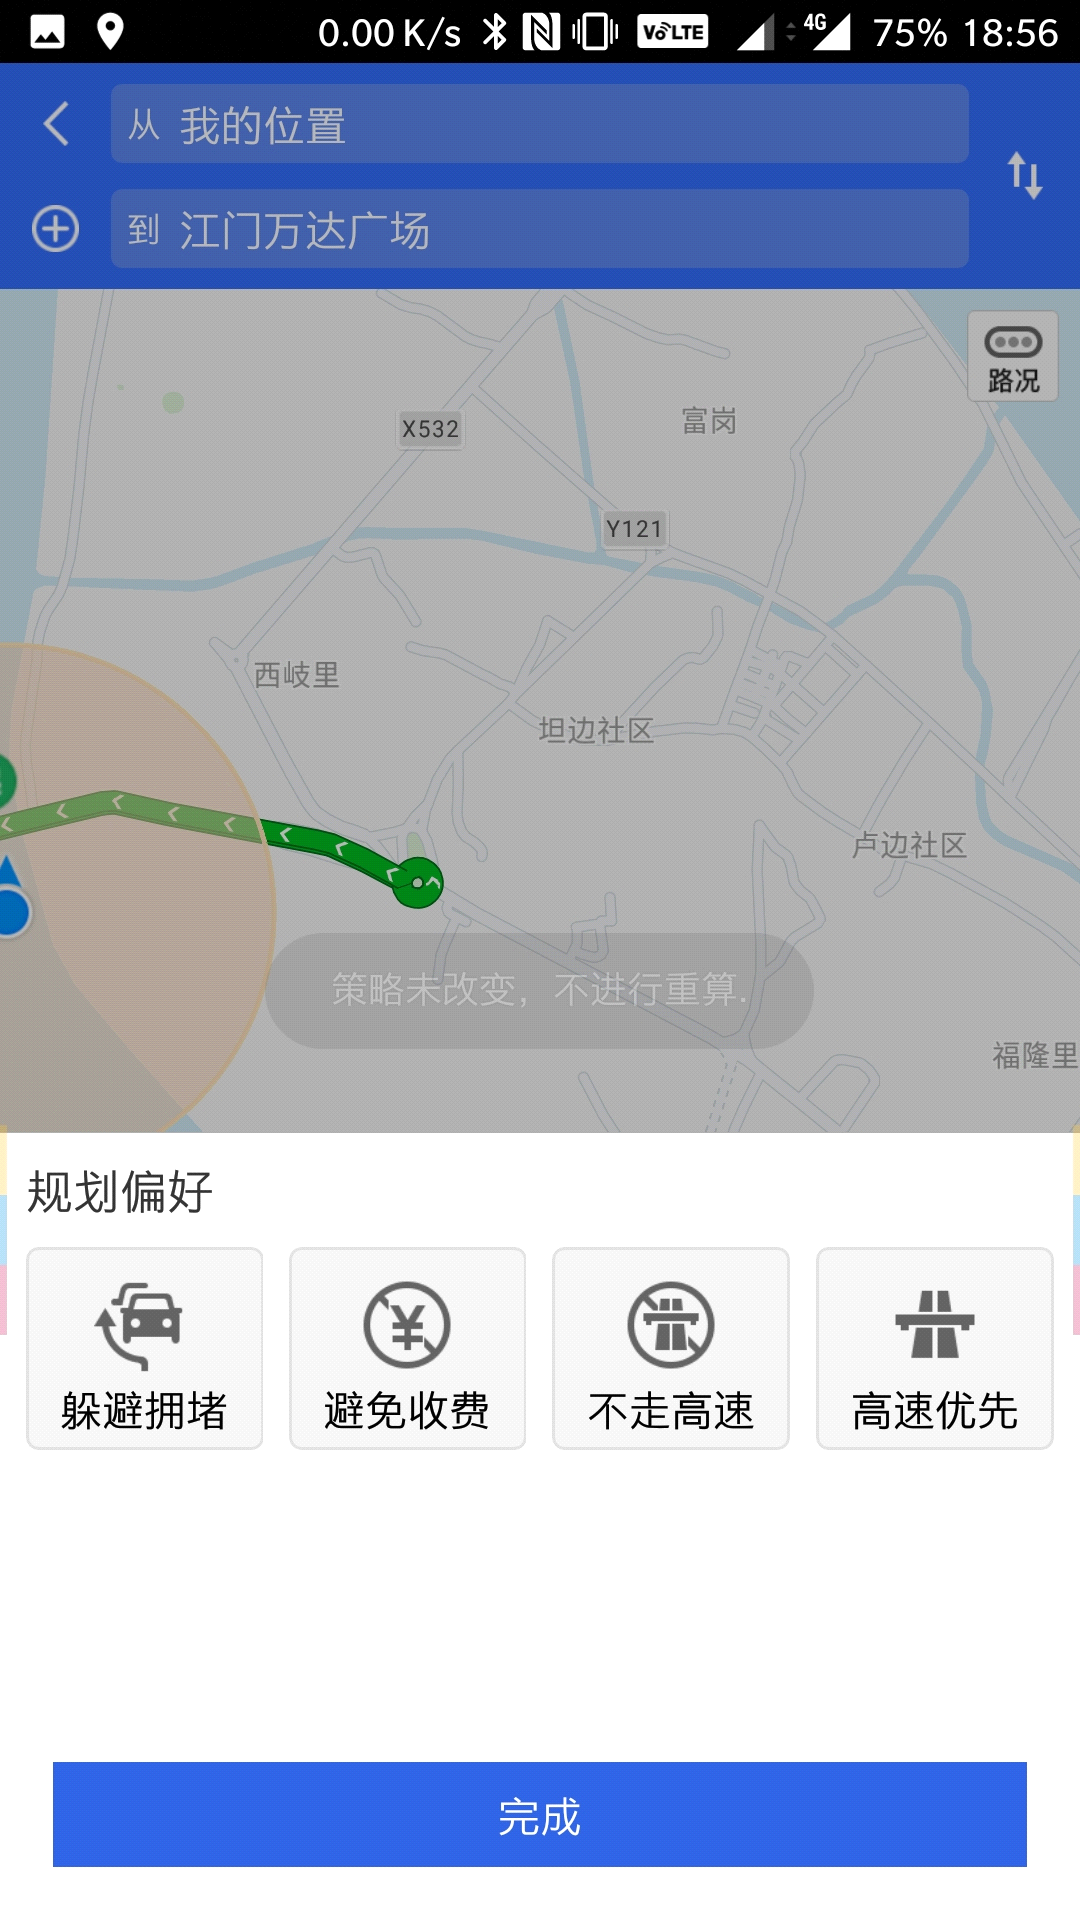 0.00 K/s VoLTE 4G 75% 18:56
从 我的位置
到 江门万达广场
路况
富岗
X532
Y121
西岐里
坦边社区
卢边社区
策略未改变，不进行重算.
福隆里
规划偏好
躲避拥堵 避免收费 不走高速 高速优先
完成